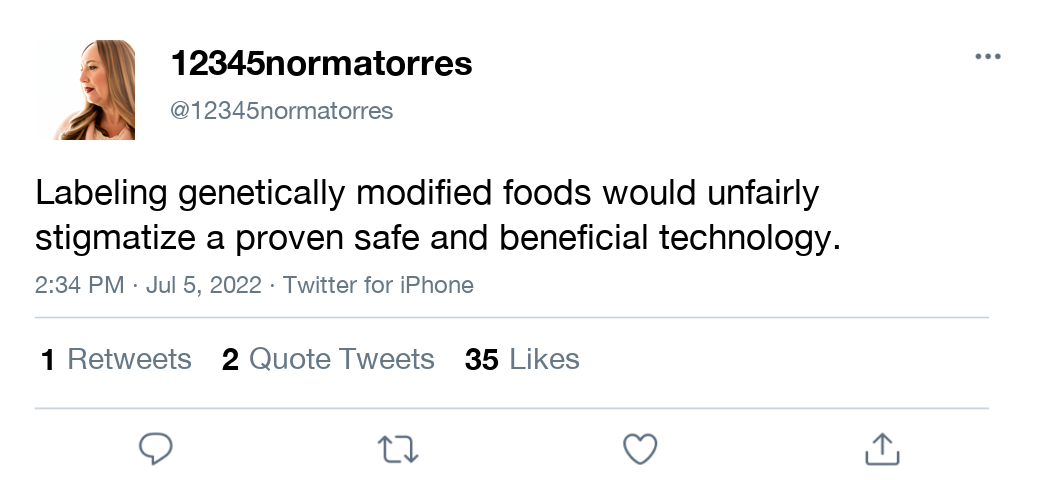 12345normatorres
@12345normatorres
Labeling genetically modified foods would unfairly
stigmatize a proven safe and beneficial technology.
2:34 PM · Jul 5, 2022 · Twitter for iPhone
1 Retweets 2 Quote Tweets 35 Likes